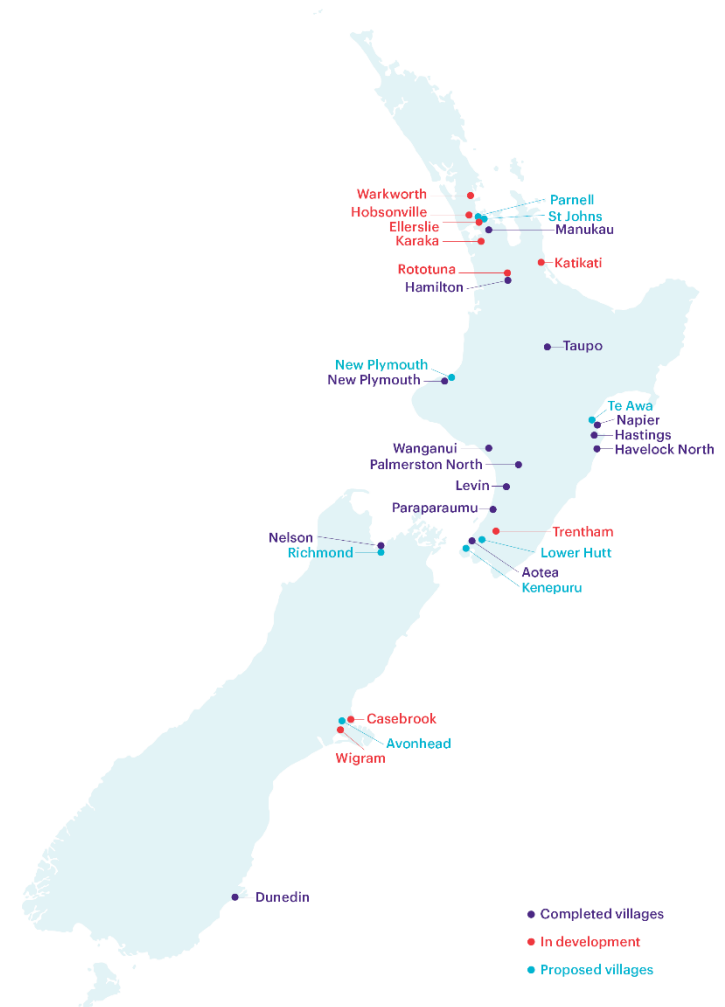 Warkworth
Parnell
Hobsonville
St Johns
Ellerslie
Manukau
Karaka
Katikati
Rototuna
Hamilton
Taupo
New Plymouth
New Plymouth
Te Awa
Napier
Hastings
Wanganui
Havelock North
Palmerston North
Levin
Paraparaumu
Trentham
Nelson
Richmond
Lower Hutt
Aotea
Kenepuru
Casebrook
Avonhead
Wigram
Dunedin
Completed villages
In development
Proposed villages